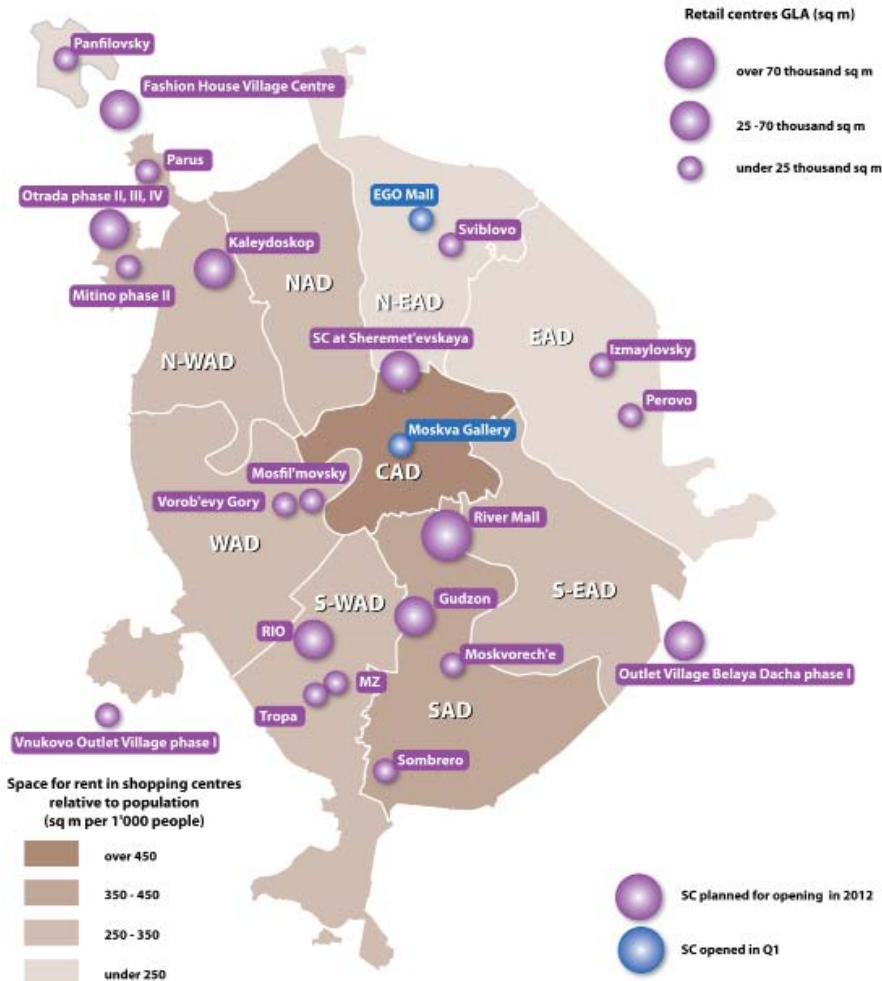 Retail centres GLA (sq m)
over 70 thousand sq m
25 -70 thousand sq m
under 25 thousand sq m
Panfilovsky
Fashion House Village Centre
Parus
Otrada phase II, III, IV
Kaleydoskop
Mitino phase II
EGO Mall
Sviblovo
NAD
N-EAD
EAD
SC at Sheremet'evskaya
N-WAD
Izmaylovsky
Perovo
Moskva Gallery
CAD
Mosfil'movsky
Vorob'evy Gory
WAD
River Mall
S-WAD
Gudzon
S-EAD
RIO
Moskvorech'e
Outlet Village Belaya Dacha phase I
MZ
Tropa
SAD
Vnukovo Outlet Village phase I
Sombrero
Space for rent in shopping centres
relative to population
(sq m per 1'000 people)
over 450
350 - 450
250 - 350
under 250
SC planned for opening in 2012
SC opened in Q1